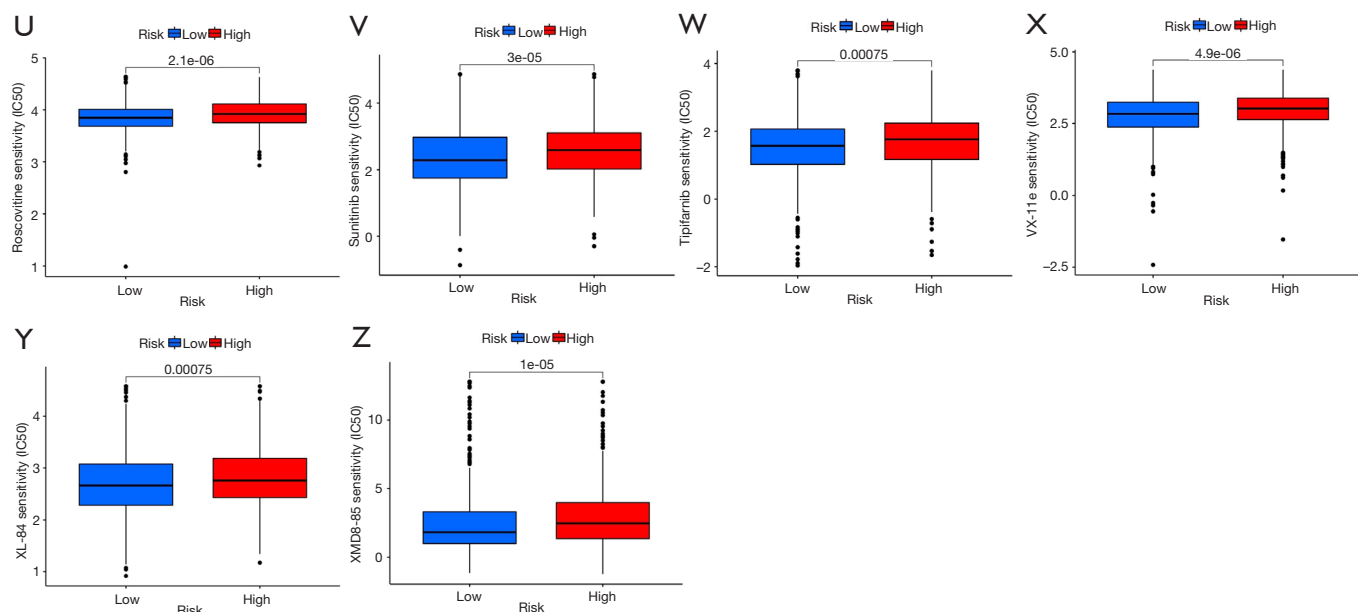 U
Risk Low High
2.1e-06
Roscovitine sensitivity (IC50)
5
4
3
2
1
Low
High
Risk
V
Risk Low High
3e-05
Sunitinib sensitivity (IC50)
4
2
0
Low
High
Risk
W
Risk Low High
0.00075
Tipifarnib sensitivity (IC50)
4
2
0
−2
Low
High
Risk
X
Risk Low High
4.9e-06
VX-11e sensitivity (IC50)
5.0
2.5
0.0
−2.5
Low
High
Risk
Y
Risk Low High
0.00075
XL-84 sensitivity (IC50)
4
3
2
1
Low
High
Risk
Z
Risk Low High
1e-05
XMD8-85 sensitivity (IC50)
10
5
0
Low
High
Risk